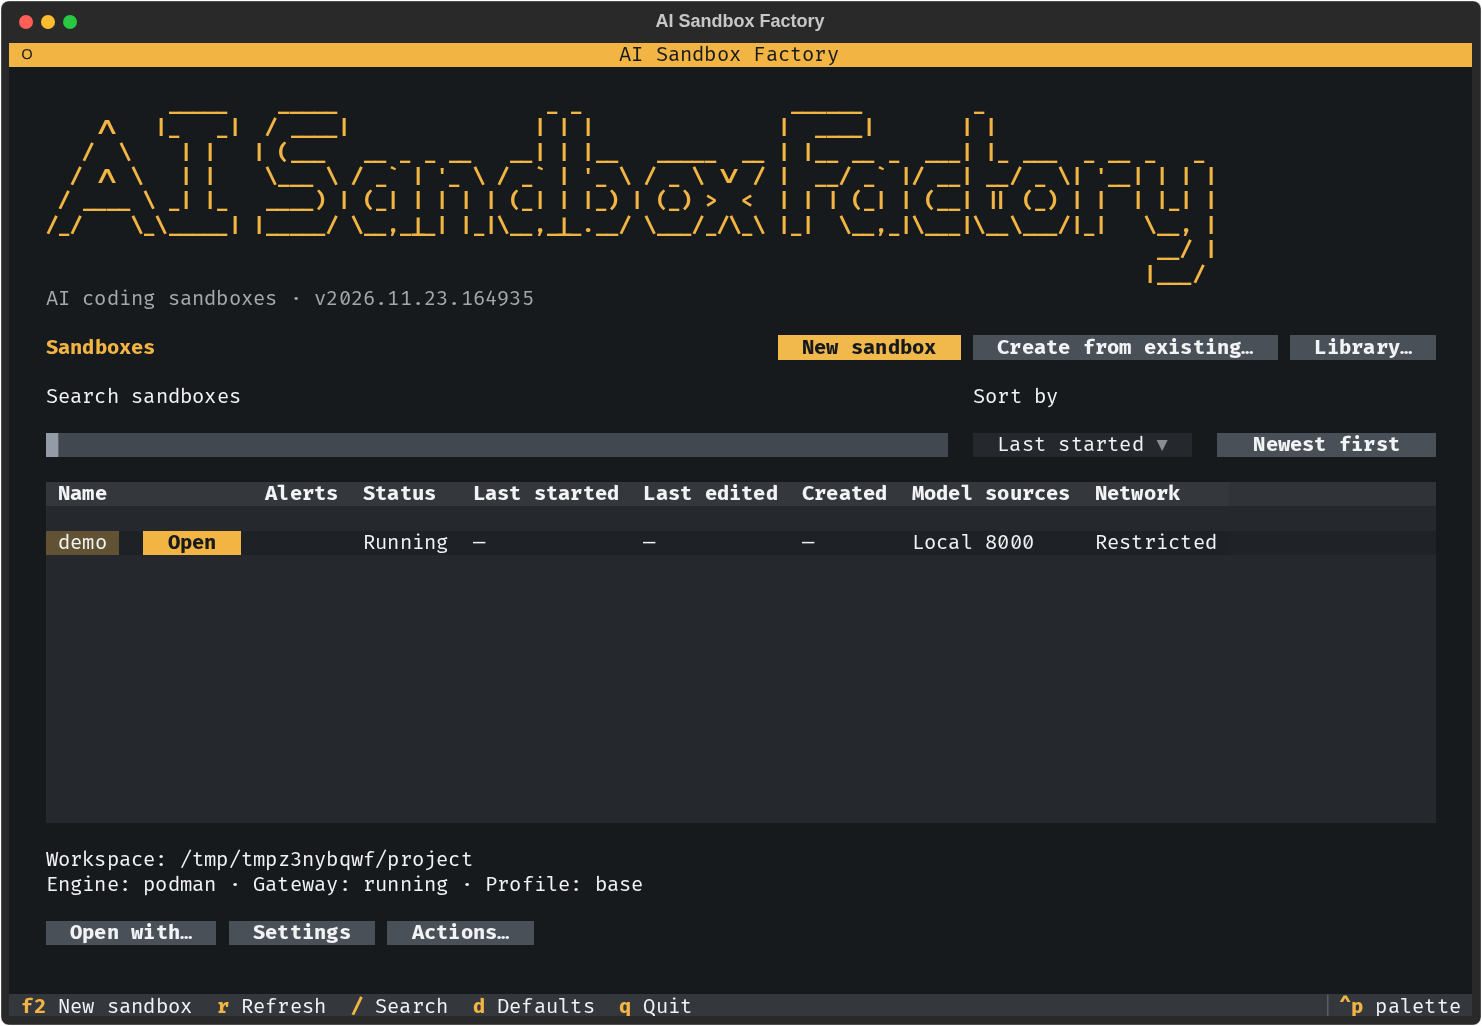 AI Sandbox Factory
O AI Sandbox Factory
AI Sandbox Factory
AI coding sandboxes · v2026.11.23.164935
Sandboxes New sandbox Create from existing… Library…
Search sandboxes Sort by
Last started ▼ Newest first
Name Alerts Status Last started Last edited Created Model sources Network
demo Open Running — — — Local 8000 Restricted
Workspace: /tmp/tmpz3nybqwf/project
Engine: podman · Gateway: running · Profile: base
Open with… Settings Actions…
f2 New sandbox r Refresh / Search d Defaults q Quit ^p palette